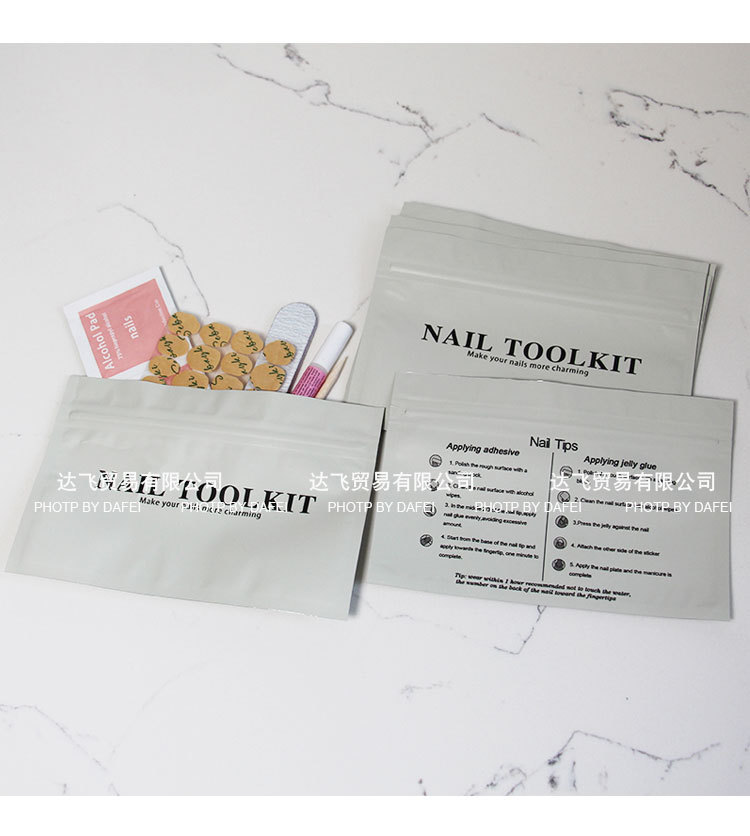 NAIL TOOLKIT
Make your nails more charming
Alcohol Pad
nails
NAIL TOOLKIT
Make your nails more charming
Nail Tips
Applying adhesive
1. Polish the rough surface with a
surface with alcohol
wipes.
3. In the
nail glue evenly,avoiding excessive
amount.
4. Start from the base of the nail tip and
apply towards the fingertip, one minute to
complete.
Applying jelly glue
1. Polish
2. Clean the nail
3.Press the jelly against the nail
4. Attach the other side of the sticker
5. Apply the nail plate and the manicure is
complete
Tip: wear within 1 hour recommended not to touch the water,
the number on the back of the nail toward the fingertips
达飞贸易有限公司 达飞贸易有限公司 达飞贸易有限公司
PHOTP BY DAFEI PHOTP BY DAFEI PHOTP BY DAFEI